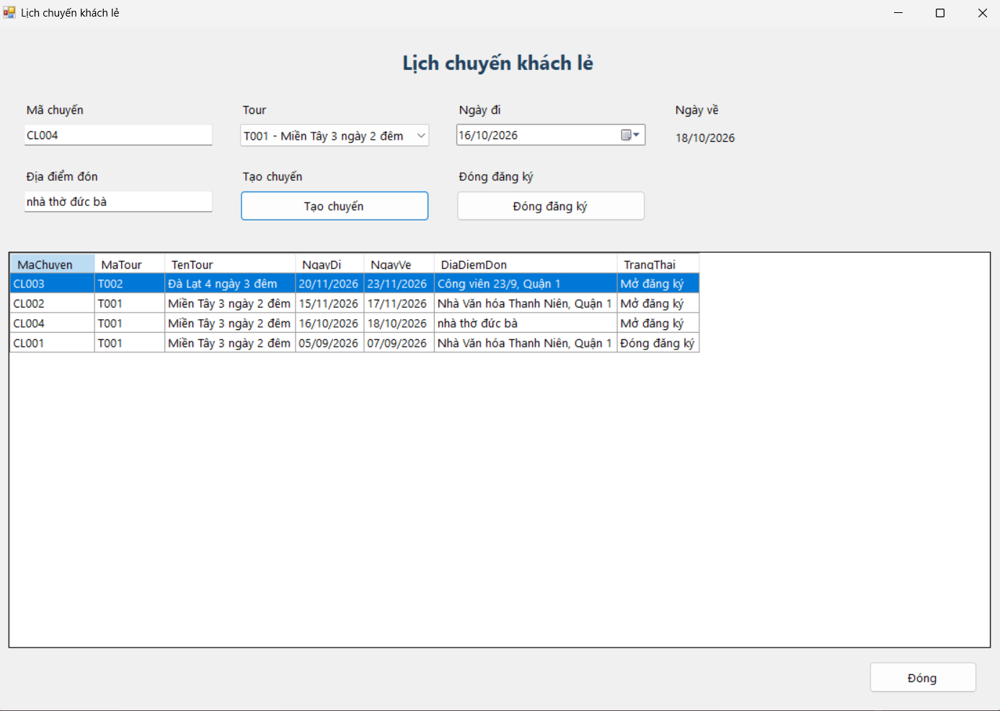 Lịch chuyến khách lẻ
Lịch chuyến khách lẻ
Mã chuyến Tour Ngày đi Ngày về
CL004 T001 - Miền Tây 3 ngày 2 đêm 16/10/2026 18/10/2026
Địa điểm đón Tạo chuyến Đóng đăng ký
nhà thờ đức bà Tạo chuyến Đóng đăng ký
MaChuyen MaTour TenTour NgayDi NgayVe DiaDiemDon TrangThai
CL003 T002 Đà Lạt 4 ngày 3 đêm 20/11/2026 23/11/2026 Công viên 23/9, Quận 1 Mở đăng ký
CL002 T001 Miền Tây 3 ngày 2 đêm 15/11/2026 17/11/2026 Nhà Văn hóa Thanh Niên, Quận 1 Mở đăng ký
CL004 T001 Miền Tây 3 ngày 2 đêm 16/10/2026 18/10/2026 nhà thờ đức bà Mở đăng ký
CL001 T001 Miền Tây 3 ngày 2 đêm 05/09/2026 07/09/2026 Nhà Văn hóa Thanh Niên, Quận 1 Đóng đăng ký
Đóng